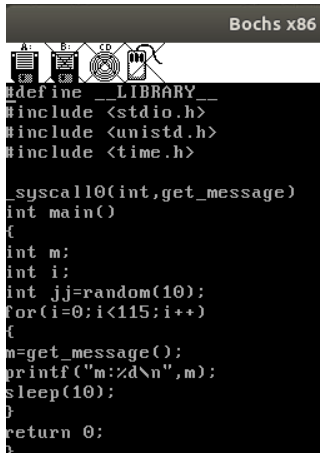 Bochs x86
A: B: CD
#define __LIBRARY__
#include <stdio.h>
#include <unistd.h>
#include <time.h>
_syscall0(int,get_message)
int main()
{
int m;
int i;
int jj=random(10);
for(i=0;i<115;i++)
{
m=get_message();
printf("m:%d\n",m);
sleep(10);
}
return 0;
}